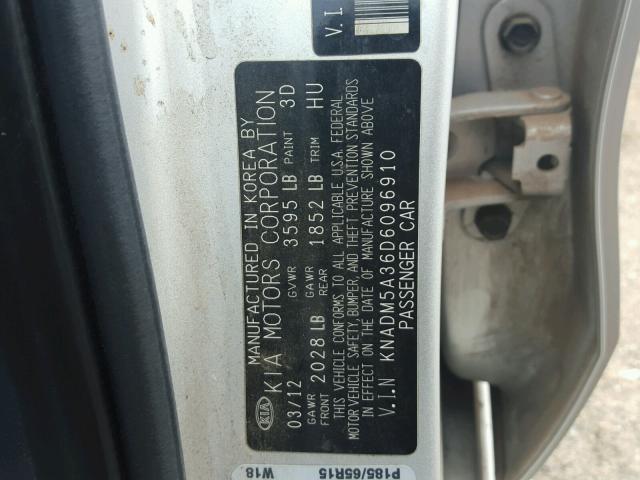 MANUFACTURED IN KOREA BY
KIA KIA MOTORS CORPORATION
03/12 GVWR 3595 LB PAINT 3D
GAWR FRONT 2028 LB GAWR REAR 1852 LB TRIM HU
THIS VEHICLE CONFORMS TO ALL APPLICABLE U.S.A. FEDERAL
MOTOR VEHICLE SAFETY, BUMPER, AND THEFT PREVENTION STANDARDS
IN EFFECT ON THE DATE OF MANUFACTURE SHOWN ABOVE
V.I.N KNADM5A36D6096910
PASSENGER CAR
V.I
W18
P185/65R15